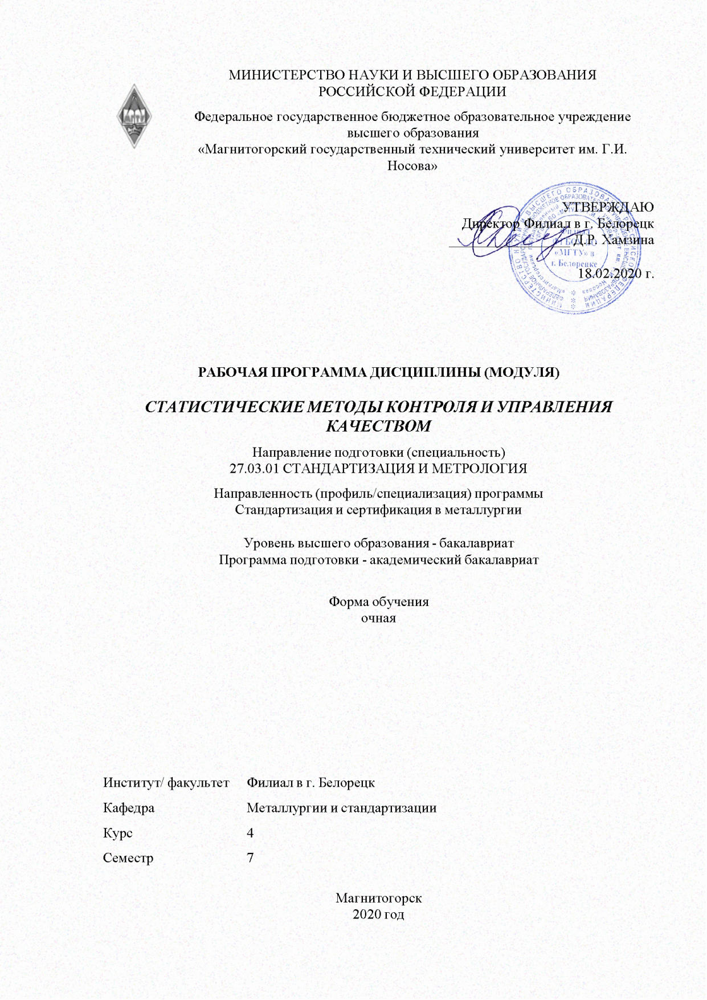 МИНИСТЕРСТВО НАУКИ И ВЫСШЕГО ОБРАЗОВАНИЯ
РОССИЙСКОЙ ФЕДЕРАЦИИ
МГТУ
Федеральное государственное бюджетное образовательное учреждение
высшего образования
«Магнитогорский государственный технический университет им. Г.И.
Носова»
УТВЕРЖДАЮ
Директор Филиал в г. Белорецк
Д.Р. Хамзина
18.02.2020 г.
Филиал
«МГТУ» в
г. Белорецке
РАБОЧАЯ ПРОГРАММА ДИСЦИПЛИНЫ (МОДУЛЯ)
СТАТИСТИЧЕСКИЕ МЕТОДЫ КОНТРОЛЯ И УПРАВЛЕНИЯ
КАЧЕСТВОМ
Направление подготовки (специальность)
27.03.01 СТАНДАРТИЗАЦИЯ И МЕТРОЛОГИЯ
Направленность (профиль/специализация) программы
Стандартизация и сертификация в металлургии
Уровень высшего образования - бакалавриат
Программа подготовки - академический бакалавриат
Форма обучения
очная
Институт/ факультет Филиал в г. Белорецк
Кафедра Металлургии и стандартизации
Курс 4
Семестр 7
Магнитогорск
2020 год